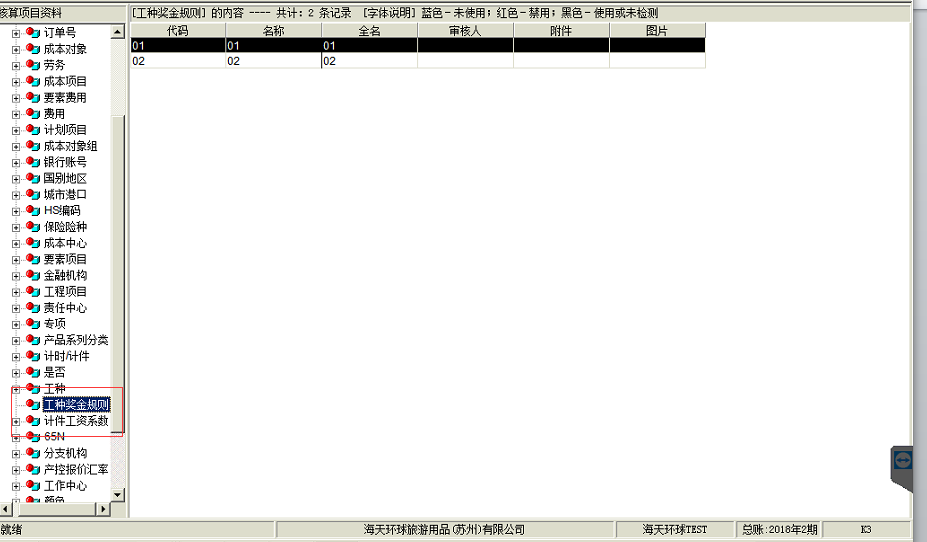 核算项目资料
[工种奖金规则] 的内容 ---- 共计: 2 条记录 [字体说明] 蓝色-未使用; 红色-禁用; 黑色-使用或未检测
代码 名称 全名 审核人 附件 图片
01 01 01
02 02 02
订单号
成本对象
劳务
成本项目
要素费用
费用
计划项目
成本对象组
银行账号
国别地区
城市港口
HS编码
保险险种
成本中心
要素项目
金融机构
工程项目
责任中心
专项
产品系列分类
计时/计件
是否
工种
工种奖金规则
计件工资系数
65N
分支机构
产控报价汇率
工作中心
颜色
就绪
海天环球旅游用品(苏州)有限公司
海天环球TEST
总账:2018年2期
K3